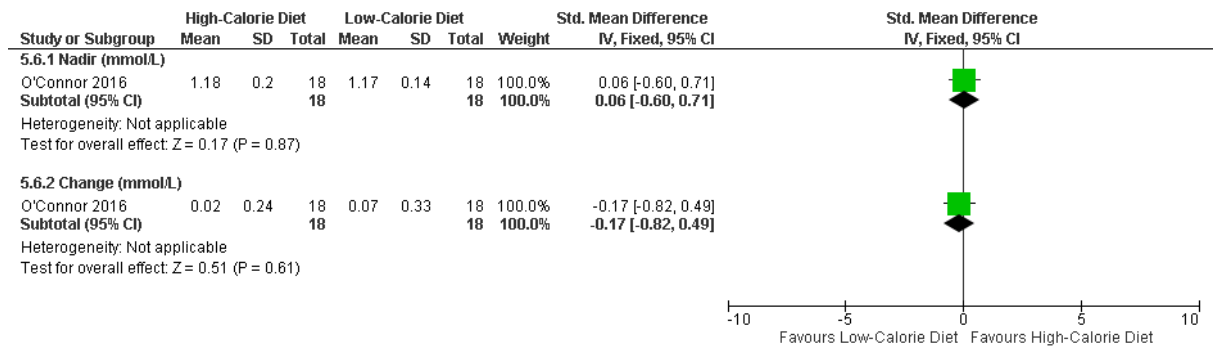 High-Calorie Diet Low-Calorie Diet Std. Mean Difference Std. Mean Difference
Study or Subgroup Mean SD Total Mean SD Total Weight IV, Fixed, 95% CI IV, Fixed, 95% CI
5.6.1 Nadir (mmol/L)
O'Connor 2016 1.18 0.2 18 1.17 0.14 18 100.0% 0.06 [-0.60, 0.71]
Subtotal (95% CI) 18 18 100.0% 0.06 [-0.60, 0.71]
Heterogeneity: Not applicable
Test for overall effect: Z = 0.17 (P = 0.87)
5.6.2 Change (mmol/L)
O'Connor 2016 0.02 0.24 18 0.07 0.33 18 100.0% -0.17 [-0.82, 0.49]
Subtotal (95% CI) 18 18 100.0% -0.17 [-0.82, 0.49]
Heterogeneity: Not applicable
Test for overall effect: Z = 0.51 (P = 0.61)
-10 -5 0 5 10
Favours Low-Calorie Diet Favours High-Calorie Diet